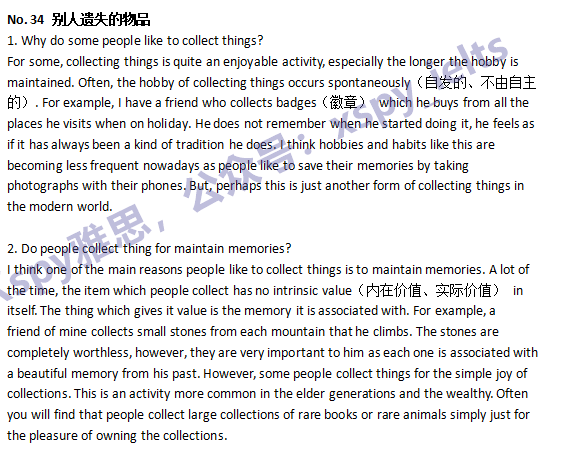 No. 34 别人遗失的物品
1. Why do some people like to collect things?
For some, collecting things is quite an enjoyable activity, especially the longer the hobby is
maintained. Often, the hobby of collecting things occurs spontaneously（自发的、不由自主
的）. For example, I have a friend who collects badges（徽章） which he buys from all the
places he visits when on holiday. He does not remember when he started doing it, he feels as
if it has always been a kind of tradition he does. I think hobbies and habits like this are
becoming less frequent nowadays as people like to save their memories by taking
photographs with their phones. But, perhaps this is just another form of collecting things in
the modern world.
2. Do people collect thing for maintain memories?
I think one of the main reasons people like to collect things is to maintain memories. A lot of
the time, the item which people collect has no intrinsic value（内在价值、实际价值） in
itself. The thing which gives it value is the memory it is associated with. For example, a
friend of mine collects small stones from each mountain that he climbs. The stones are
completely worthless, however, they are very important to him as each one is associated with
a beautiful memory from his past. However, some people collect things for the simple joy of
collections. This is an activity more common in the elder generations and the wealthy. Often
you will find that people collect large collections of rare books or rare animals simply just for
the pleasure of owning the collections.
xspy雅思，公众号：xspy-ielts